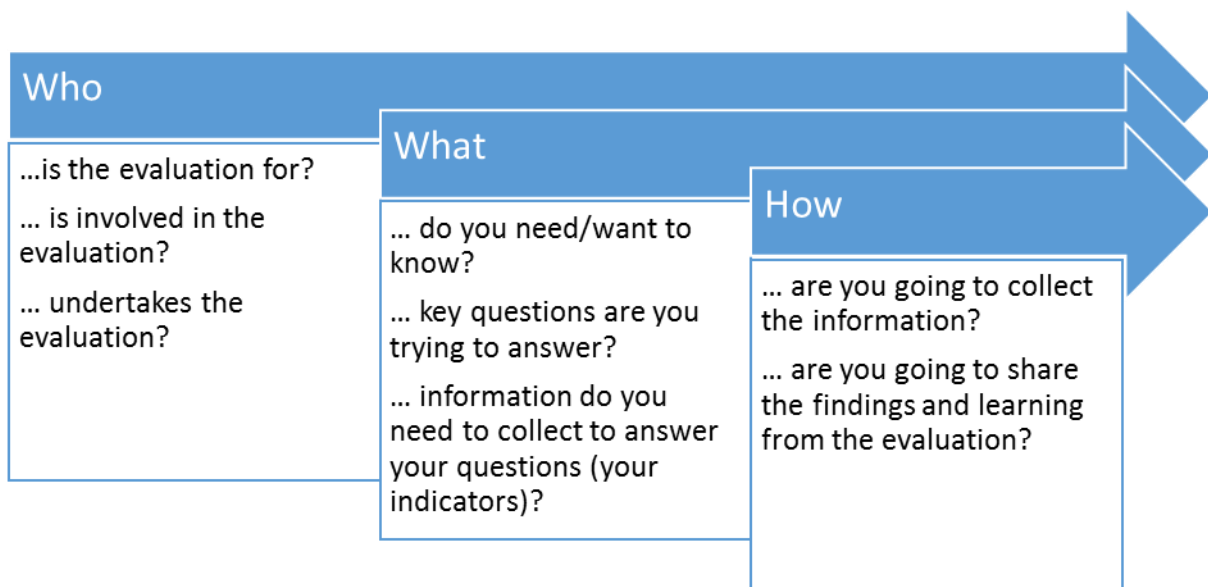 Who
…is the evaluation for?
… is involved in the
evaluation?
… undertakes the
evaluation?
What
… do you need/want to
know?
… key questions are you
trying to answer?
… information do you
need to collect to answer
your questions (your
indicators)?
How
… are you going to collect
the information?
… are you going to share
the findings and learning
from the evaluation?